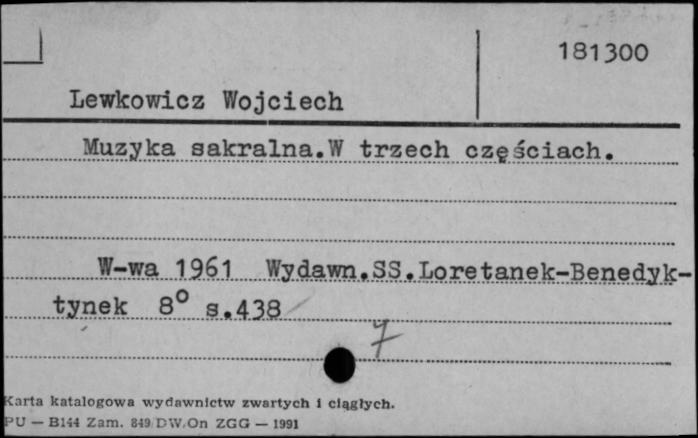 181300
Lewkowicz Wojciech
Muzyka sakralna.W trzech częściach.
W-wa 1961 Wydawn.SS.Loretanek-Benedyk-
tynek 8° s.438
7
Karta katalogowa wydawnictw zwartych i ciągłych.
PU — B144 Zam. 849/DW/On ZGG — 1991